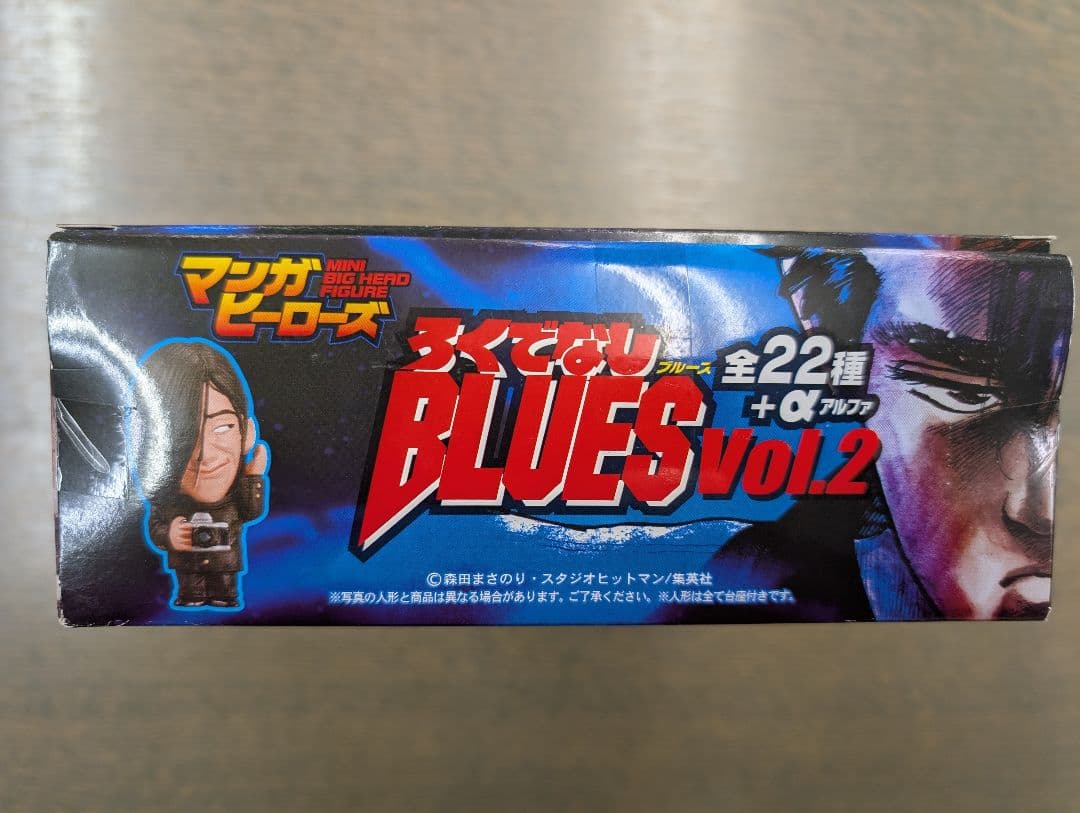 マンガ
ヒーローズ
MINI
BIG HEAD
FIGURE
ろくでなし
BLUES
ブルース
Vol.2
全22種
+α アルファ
©森田まさのり・スタジオヒットマン/集英社
※写真の人形と商品は異なる場合があります。ご了承ください。※人形は全て台座付きです。